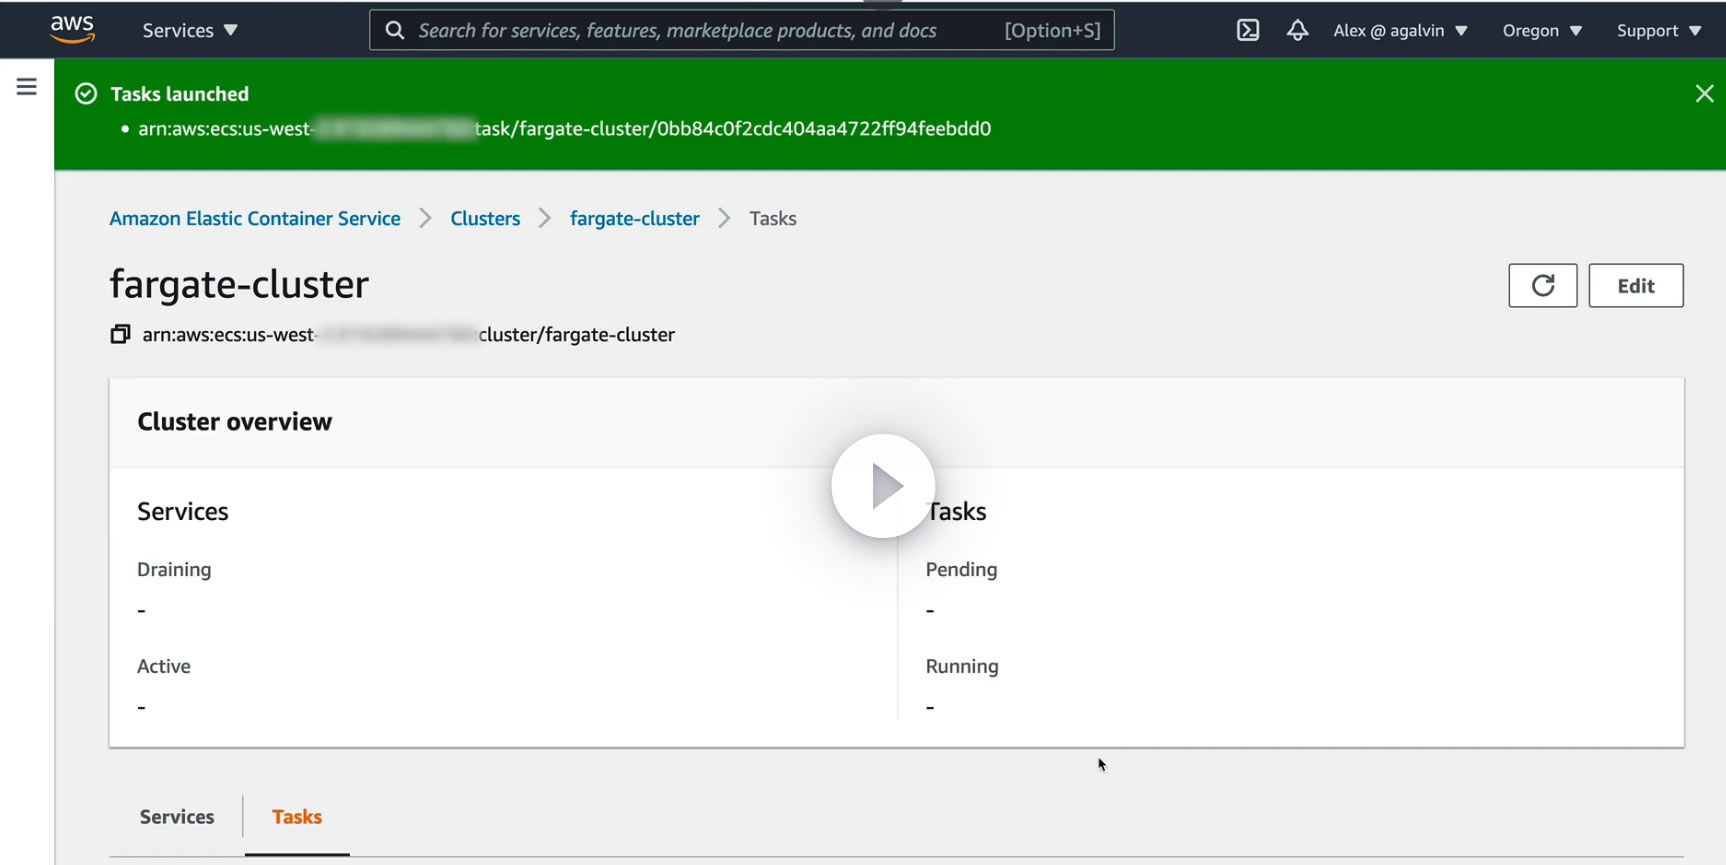 aws Services Search for services, features, marketplace products, and docs [Option+S] Alex @ agalvin Oregon Support
Tasks launched
• arn:aws:ecs:us-west- task/fargate-cluster/0bb84c0f2cdc404aa4722ff94feebdd0
Amazon Elastic Container Service > Clusters > fargate-cluster > Tasks
fargate-cluster
Edit
arn:aws:ecs:us-west- cluster/fargate-cluster
Cluster overview
Services Tasks
Draining Pending
- -
Active Running
- -
Services Tasks